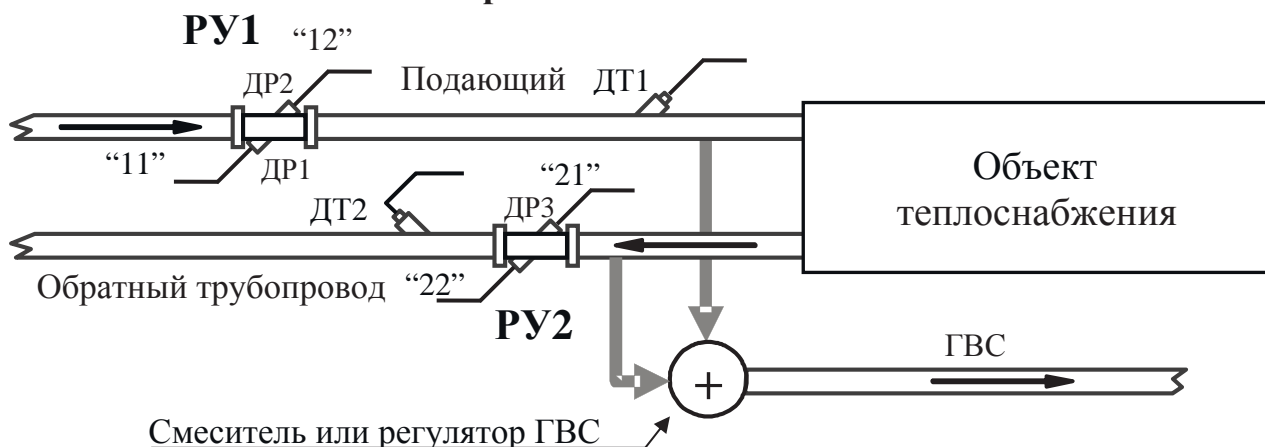 РУ1 “12”
ДР2 Подающий ДТ1
“11” ДР1
Объект
теплоснабжения
“21”
ДТ2 ДР3
Обратный трубопровод “22”
РУ2
ГВС
+
Смеситель или регулятор ГВС